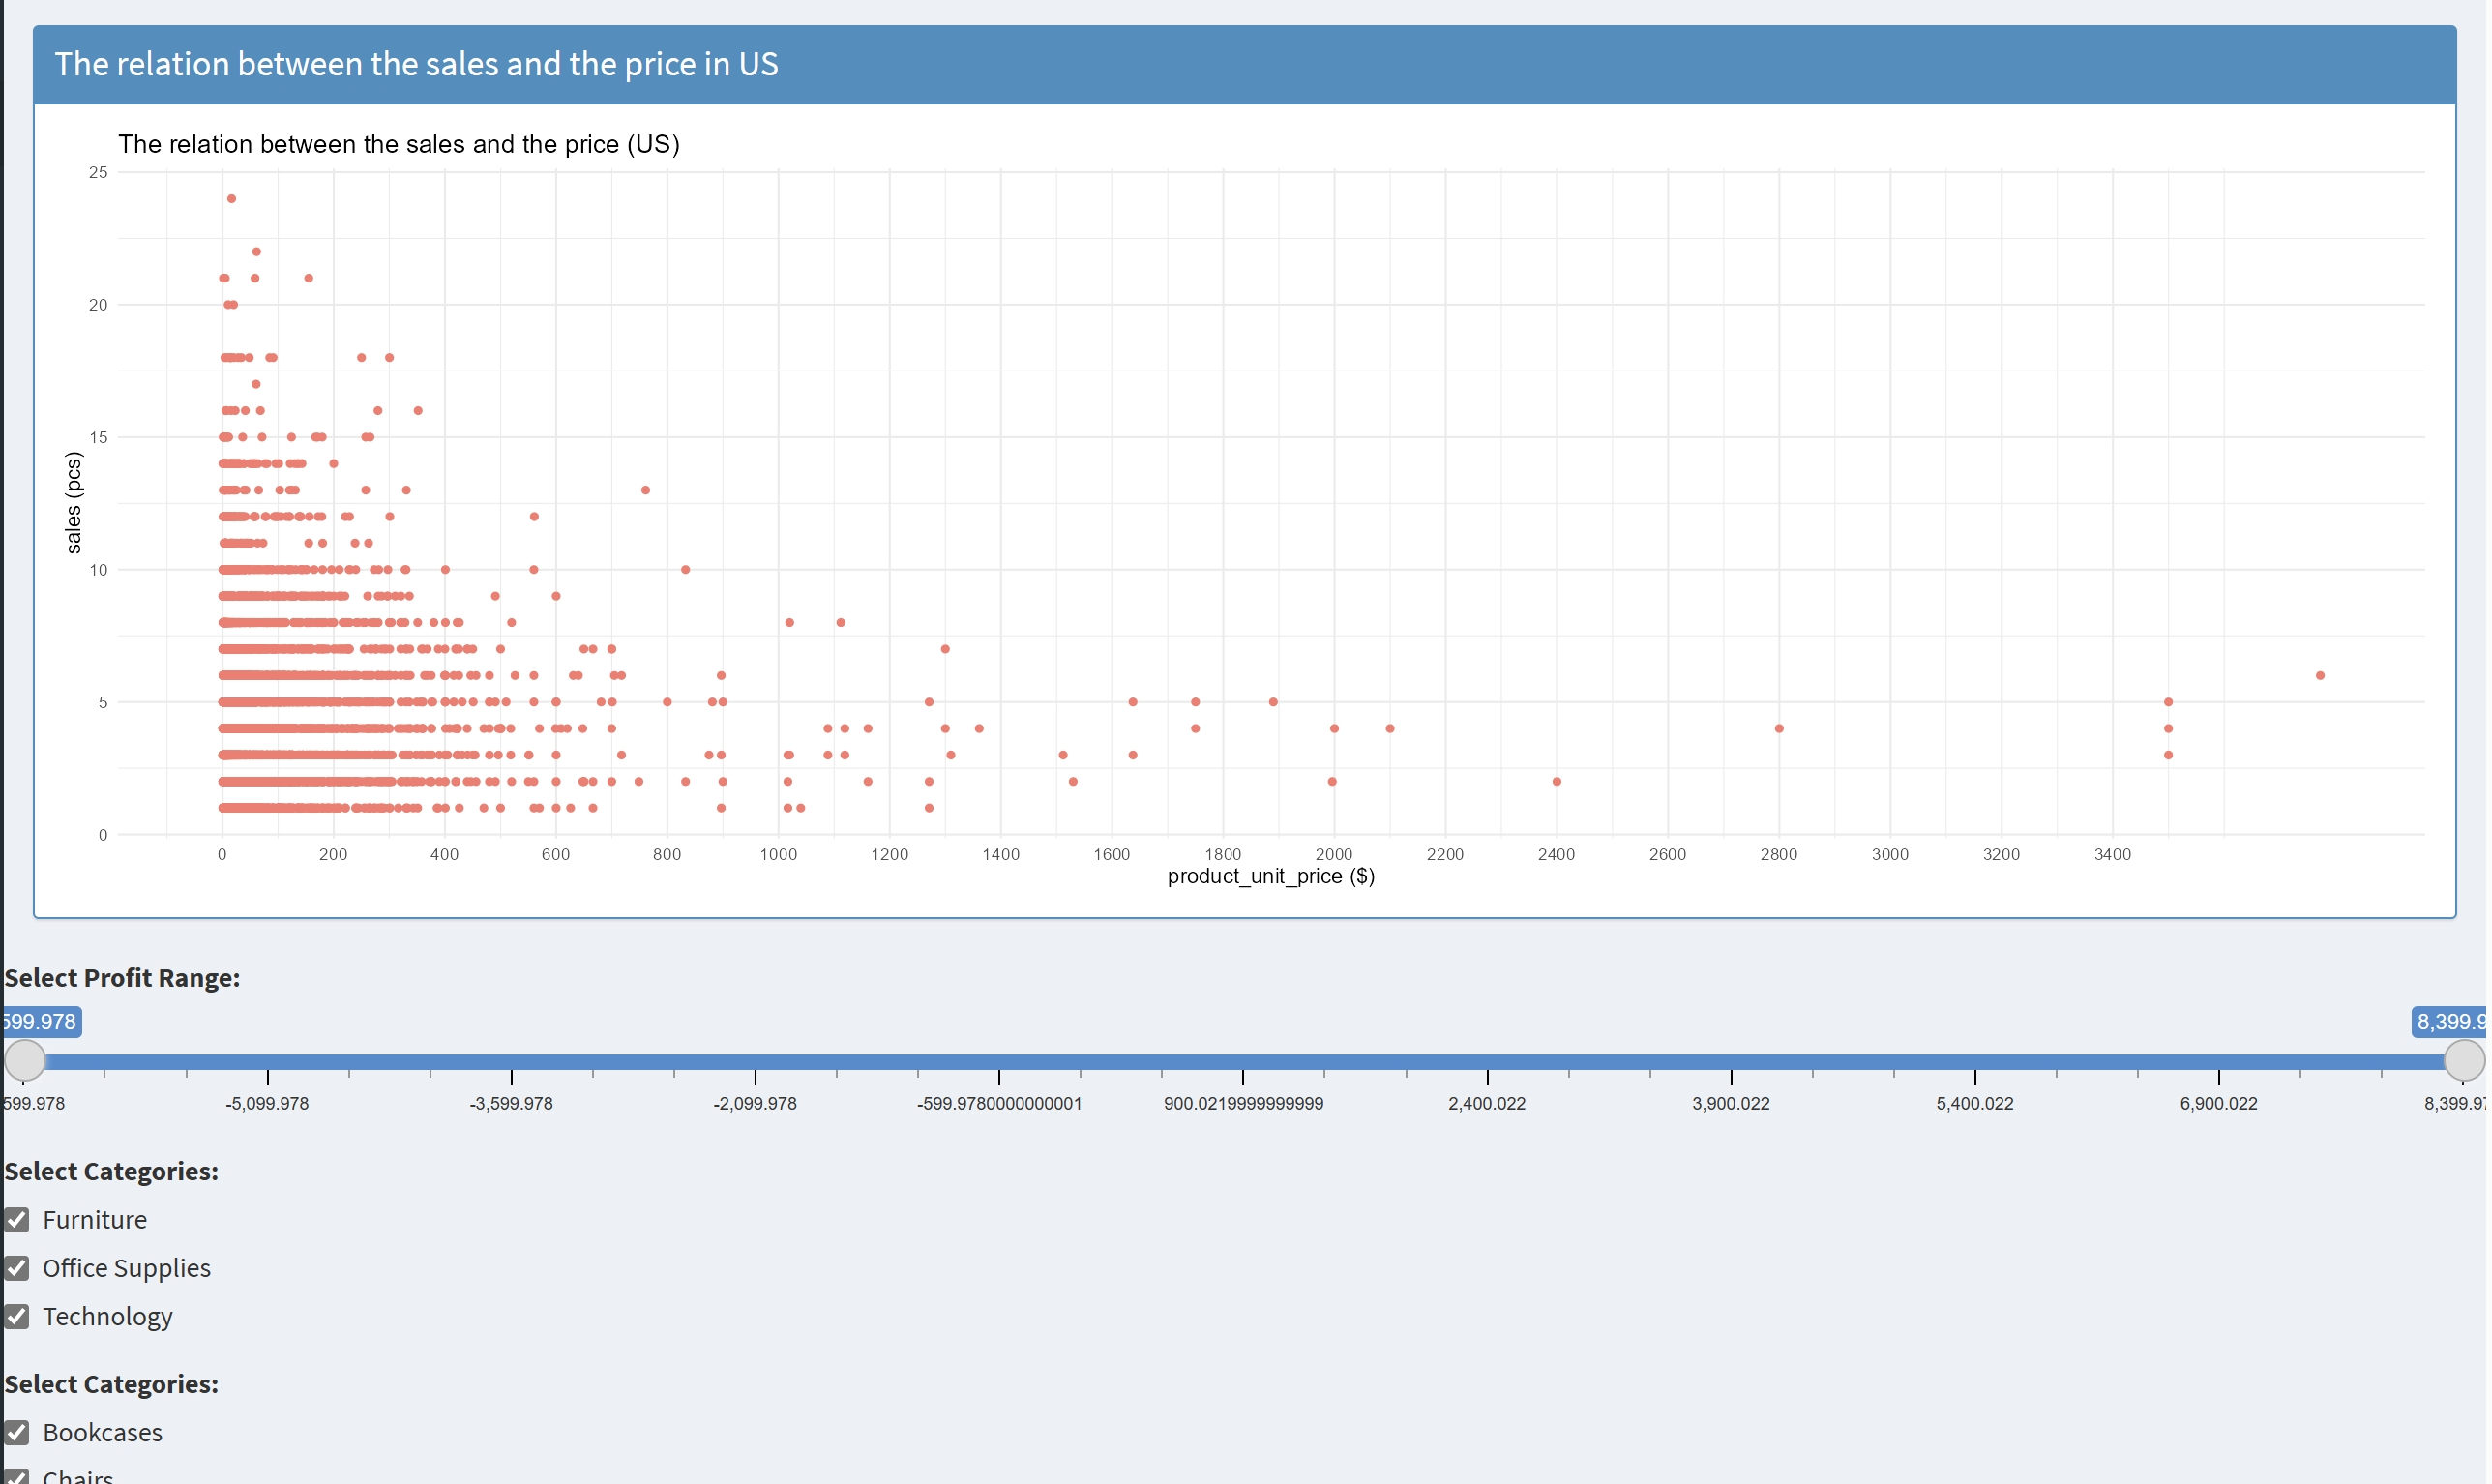 The relation between the sales and the price in US
The relation between the sales and the price (US)
25
20
15
10
5
0
sales (pcs)
0 200 400 600 800 1000 1200 1400 1600 1800 2000 2200 2400 2600 2800 3000 3200 3400
product_unit_price ($)
Select Profit Range:
599.978 8,399.9
599.978 -5,099.978 -3,599.978 -2,099.978 -599.9780000000001 900.0219999999999 2,400.022 3,900.022 5,400.022 6,900.022 8,399.97
Select Categories:
Furniture
Office Supplies
Technology
Select Categories:
Bookcases
Chairs